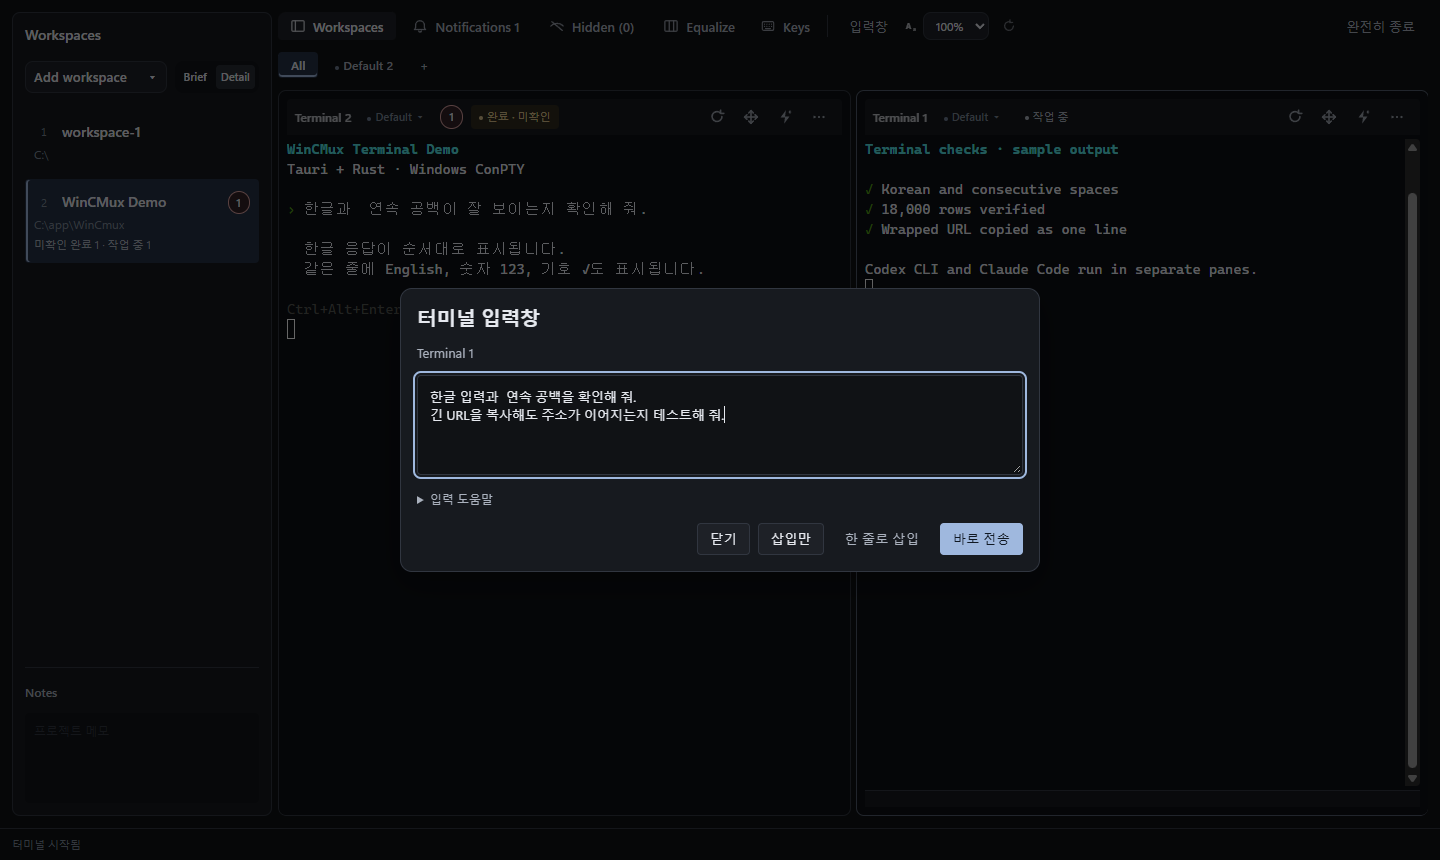 Workspaces
Add workspace
Brief
Detail
1 workspace-1
C:\
2 WinCMux Demo 1
C:\app\WinCmux
미확인 완료 1 · 작업 중 1
Notes
프로젝트 메모
Workspaces
Notifications 1
Hidden (0)
Equalize
Keys
입력창
A
100%
완전히 종료
All
Default 2
+
Terminal 2
Default
1
완료 · 미확인
WinCMux Terminal Demo
Tauri + Rust · Windows ConPTY
› 한글과  연속 공백이 잘 보이는지 확인해 줘.
한글 응답이 순서대로 표시됩니다.
같은 줄에 English, 숫자 123, 기호 ✓도 표시됩니다.
Ctrl+Alt+Enter
Terminal 1
Default
작업 중
Terminal checks · sample output
✓ Korean and consecutive spaces
✓ 18,000 rows verified
✓ Wrapped URL copied as one line
Codex CLI and Claude Code run in separate panes.
터미널 입력창
Terminal 1
한글 입력과  연속 공백을 확인해 줘.
긴 URL을 복사해도 주소가 이어지는지 테스트해 줘.
▶ 입력 도움말
닫기
삽입만
한 줄로 삽입
바로 전송
터미널 시작됨